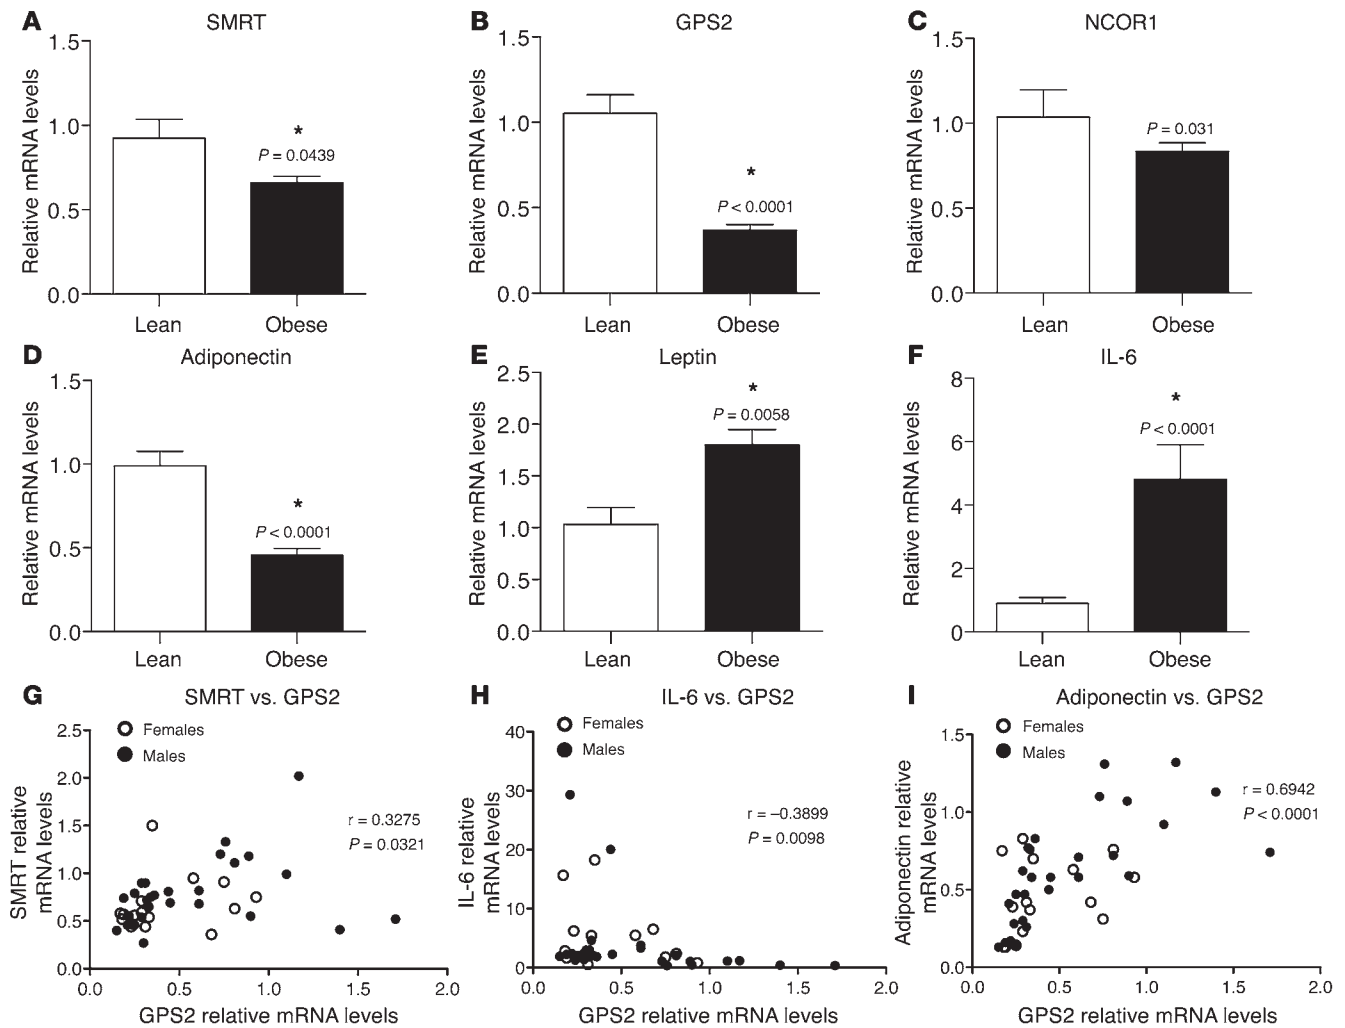 A SMRT
1.5
1.0
0.5
0.0
Relative mRNA levels
*
P = 0.0439
Lean Obese
B GPS2
1.5
1.0
0.5
0.0
Relative mRNA levels
*
P < 0.0001
Lean Obese
C NCOR1
1.5
1.0
0.5
0.0
Relative mRNA levels
P = 0.031
Lean Obese
D Adiponectin
1.5
1.0
0.5
0.0
Relative mRNA levels
*
P < 0.0001
Lean Obese
E Leptin
2.5
2.0
1.5
1.0
0.5
0.0
Relative mRNA levels
*
P = 0.0058
Lean Obese
F IL-6
8
6
4
2
0
Relative mRNA levels
*
P < 0.0001
Lean Obese
G SMRT vs. GPS2
Females
Males
2.5
2.0
1.5
1.0
0.5
0.0
SMRT relative
mRNA levels
r = 0.3275
P = 0.0321
0.0 0.5 1.0 1.5 2.0
GPS2 relative mRNA levels
H IL-6 vs. GPS2
Females
Males
40
30
20
10
0
IL-6 relative
mRNA levels
r = –0.3899
P = 0.0098
0.0 0.5 1.0 1.5 2.0
GPS2 relative mRNA levels
I Adiponectin vs. GPS2
Females
Males
1.5
1.0
0.5
0.0
Adiponectin relative
mRNA levels
r = 0.6942
P < 0.0001
0.0 0.5 1.0 1.5 2.0
GPS2 relative mRNA levels